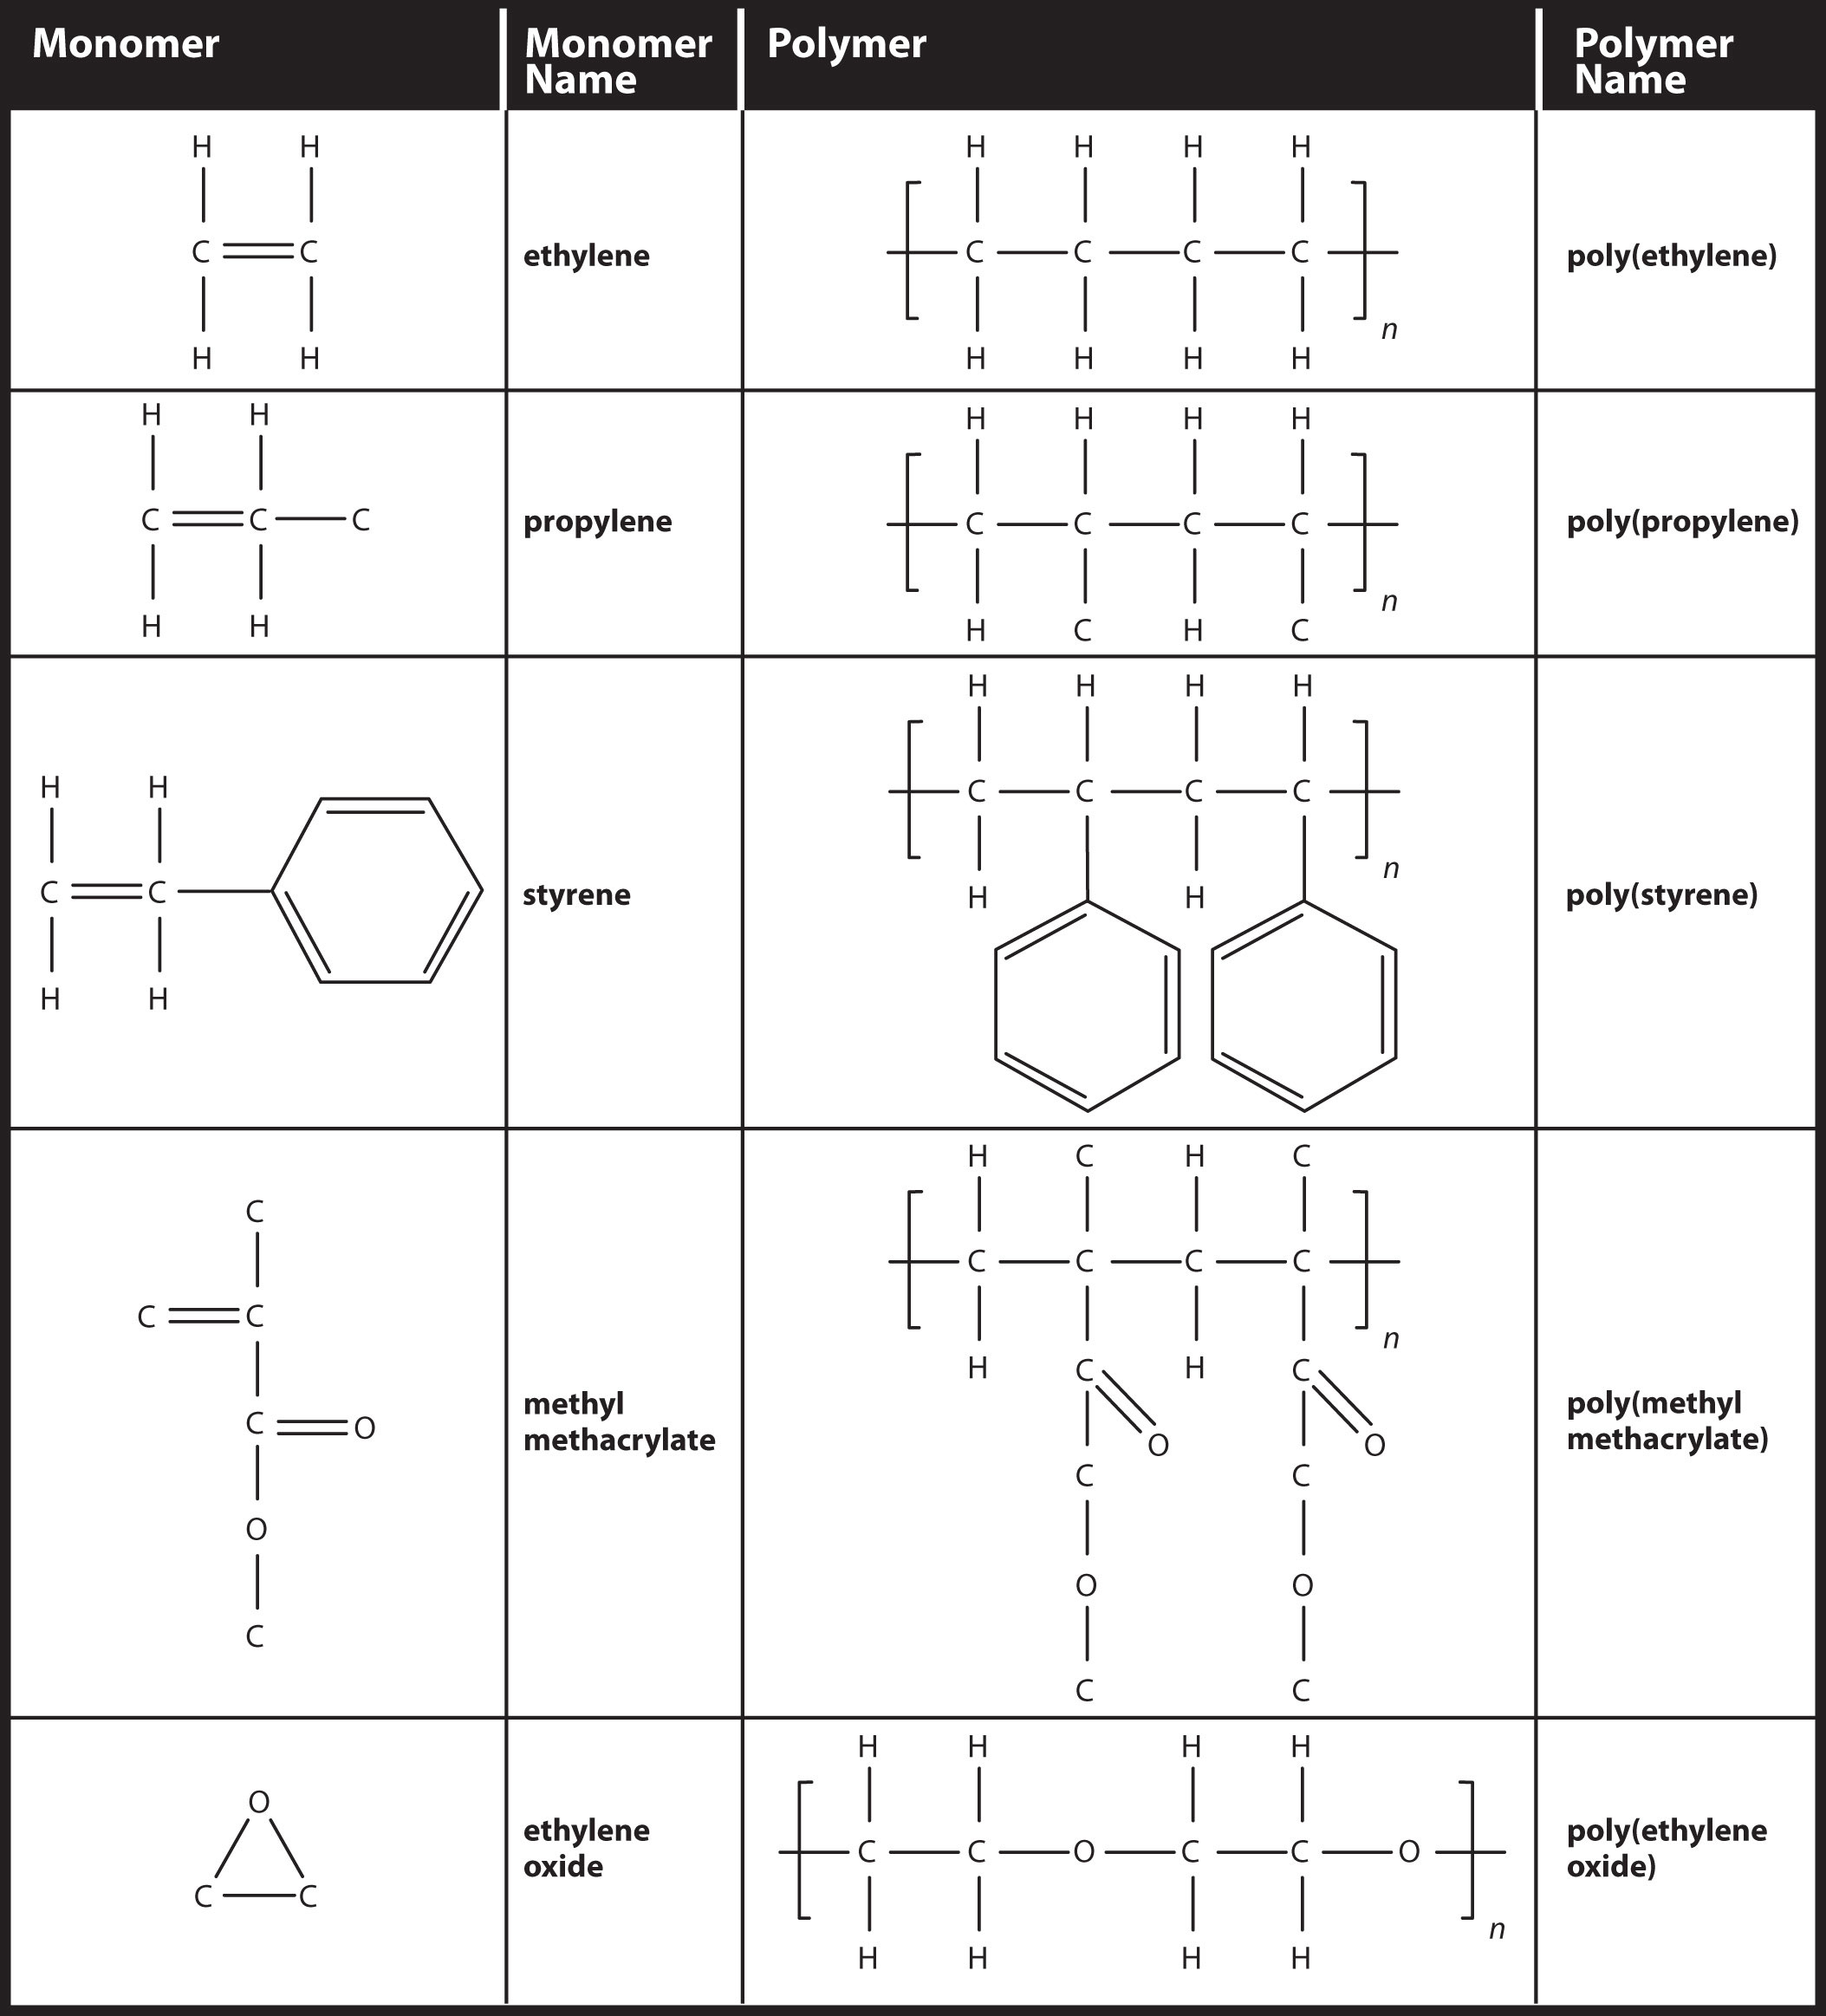 Monomer
Monomer
Name
Polymer
Polymer
Name
H H
C C
H H
ethylene
H H H H
C C C C
n
H H H H
poly(ethylene)
H H
C C C
H H
propylene
H H H H
C C C C
n
H C H C
poly(propylene)
H H
C C
H H
styrene
H H H H
C C C C
n
H H
poly(styrene)
C
C C
C O
O
C
methyl
methacrylate
H C H C
C C C C
n
H C H C
O O
C C
O O
C C
poly(methyl
methacrylate)
O
C C
ethylene
oxide
H H H H
C C O C C O
n
H H H H
poly(ethylene
oxide)